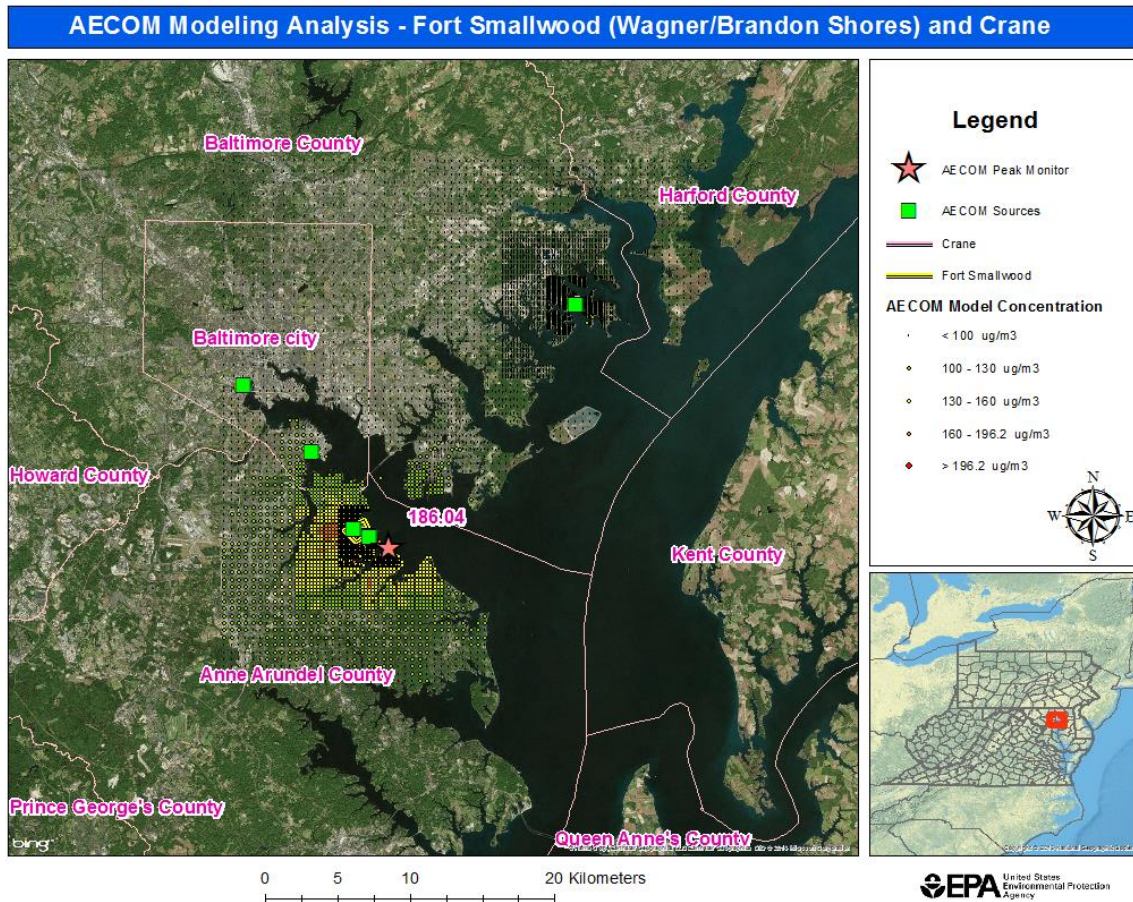 AECOM Modeling Analysis - Fort Smallwood (Wagner/Brandon Shores) and Crane
Baltimore County
Harford County
Baltimore city
Howard County
186.04
Kent County
Anne Arundel County
Prince George's County
Queen Anne's County
bing
Legend
AECOM Peak Monitor
AECOM Sources
Crane
Fort Smallwood
AECOM Model Concentration
< 100 ug/m3
100 - 130 ug/m3
130 - 160 ug/m3
160 - 196.2 ug/m3
> 196.2 ug/m3
N
W
E
S
0 5 10 20 Kilometers
EPA
United States
Environmental Protection
Agency